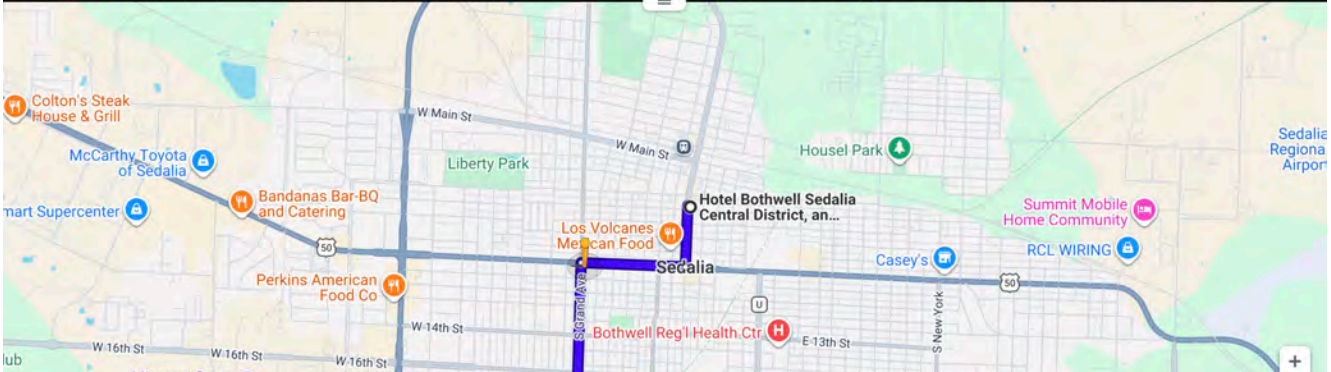 Colton's Steak
House & Grill
W Main St
McCarthy Toyota
of Sedalia
Liberty Park
W Main St
Housel Park
Sedalia
Regiona
Airport
Bandanas Bar-BQ
and Catering
mart Supercenter
Hotel Bothwell Sedalia
Central District, an...
Summit Mobile
Home Community
Los Volcanes
Mexican Food
50
RCL WIRING
Casey's
Sedalia
Perkins American
Food Co
50
S Grand Ave
U
W 14th St
Bothwell Reg'l Health Ctr
H
E 13th St
S New York
W 16th St
W 16th St
W 16th St
lub
+